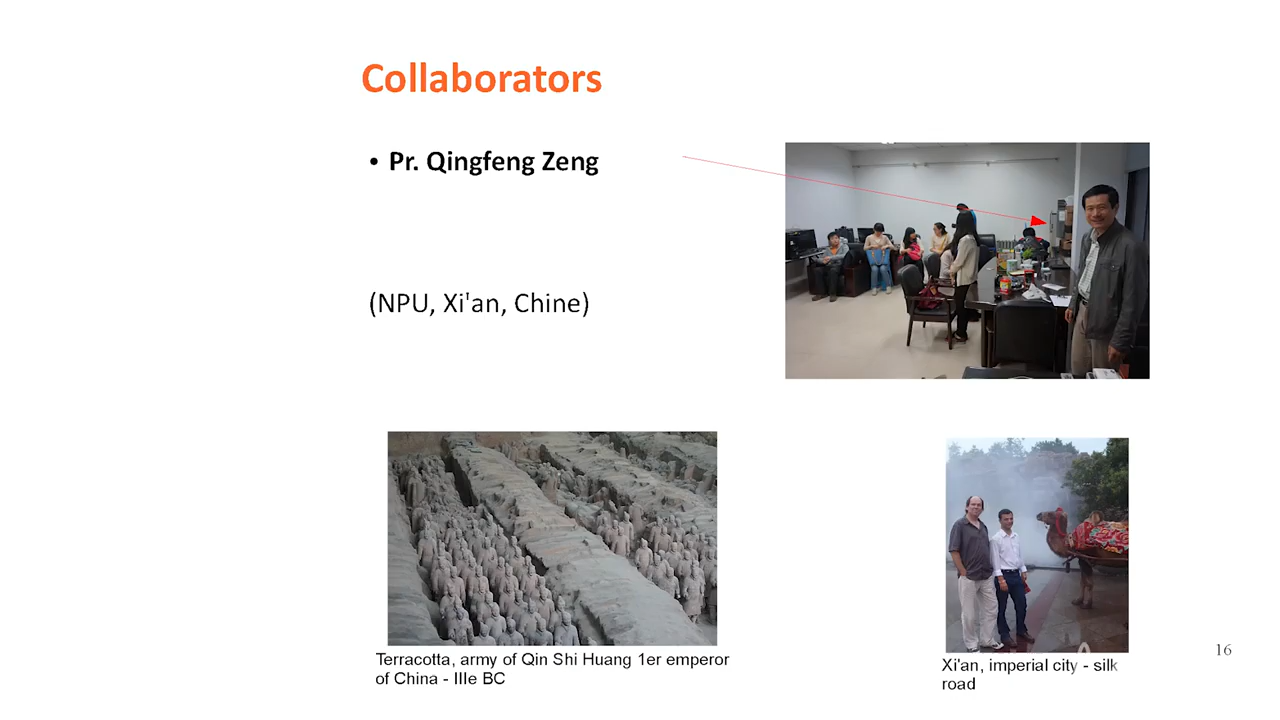 Collaborators
• Pr. Qingfeng Zeng
(NPU, Xi'an, Chine)
Terracotta, army of Qin Shi Huang 1er emperor
of China - IIIe BC
Xi'an, imperial city - silk
road
16